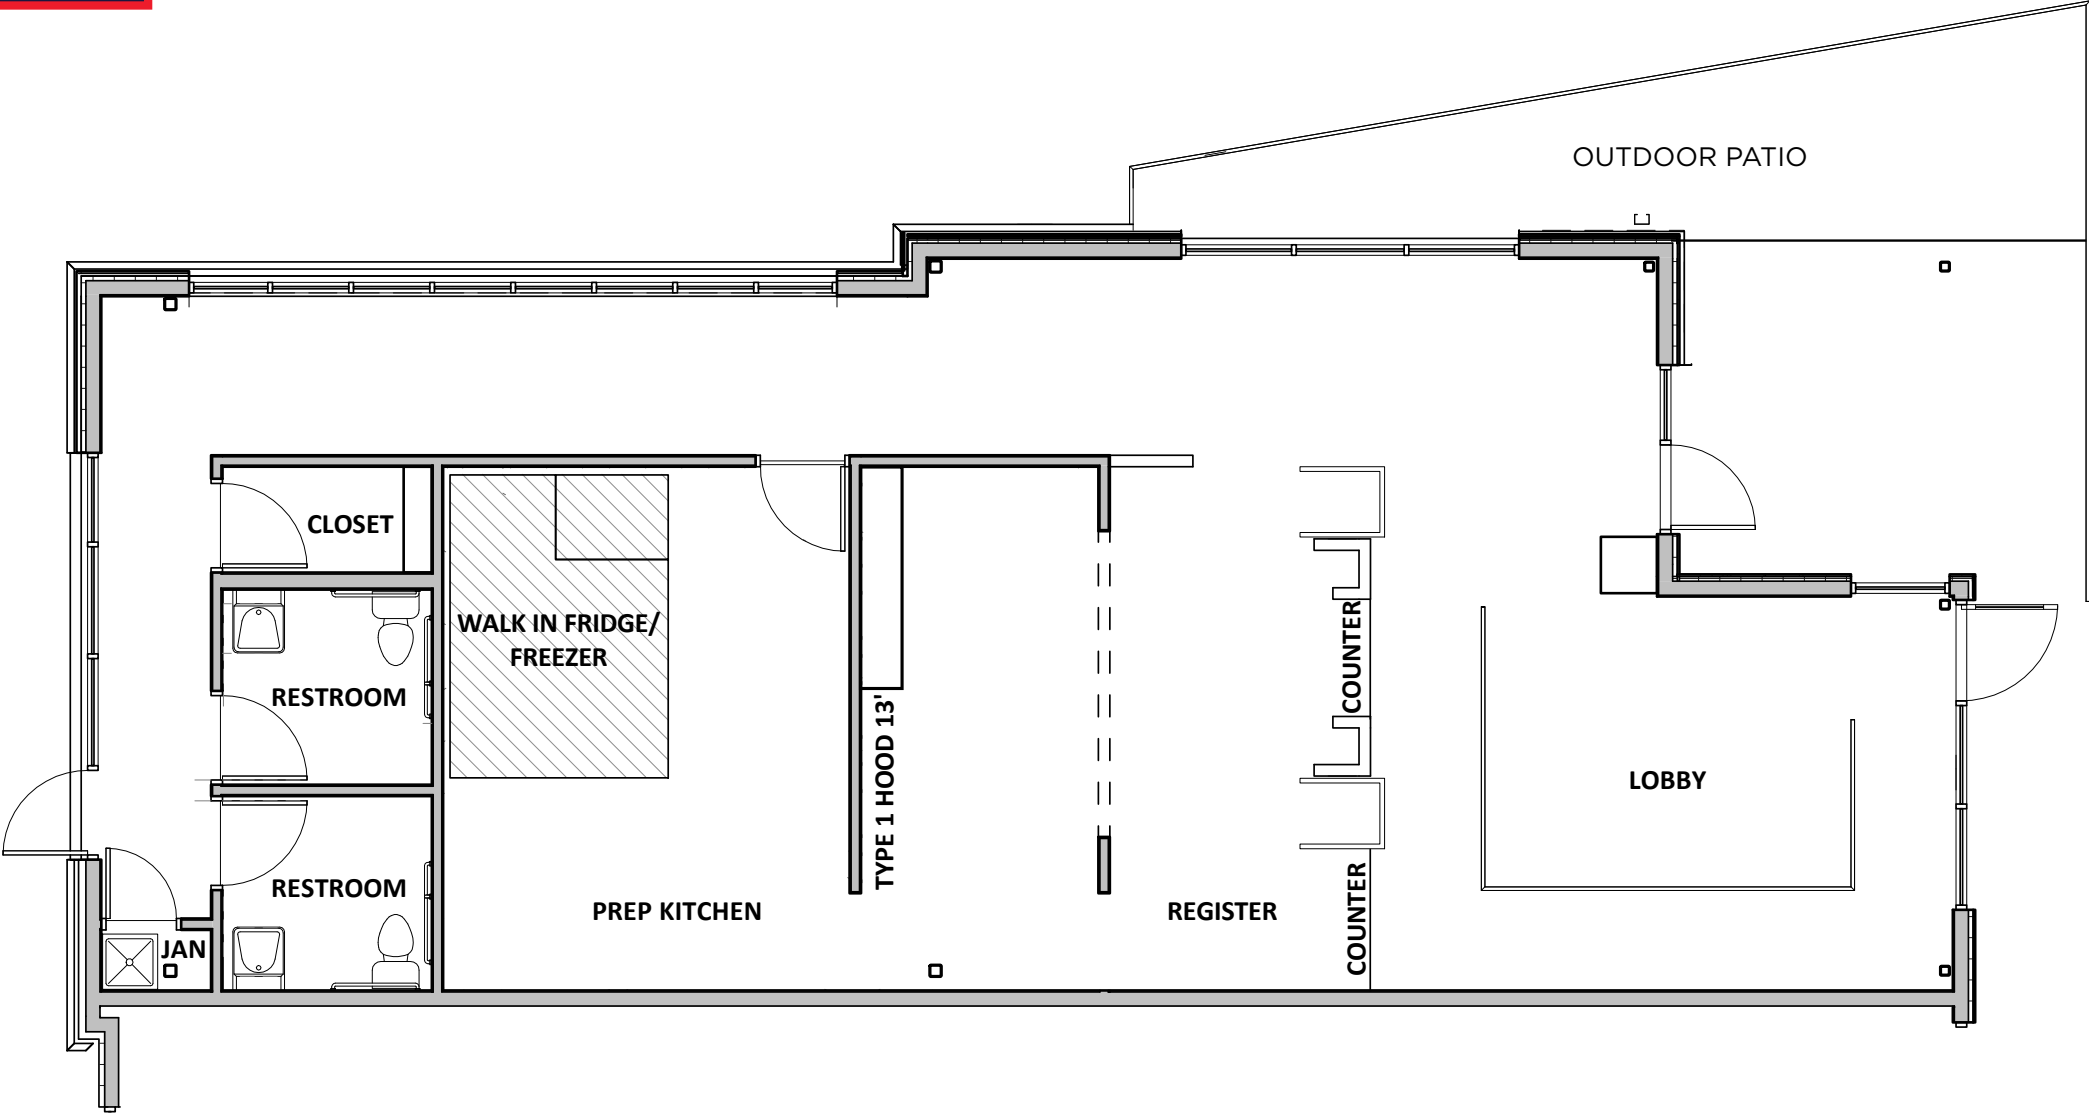 OUTDOOR PATIO
CLOSET
WALK IN FRIDGE/
FREEZER
COUNTER
RESTROOM
TYPE 1 HOOD 13'
LOBBY
RESTROOM
PREP KITCHEN
REGISTER
COUNTER
JAN